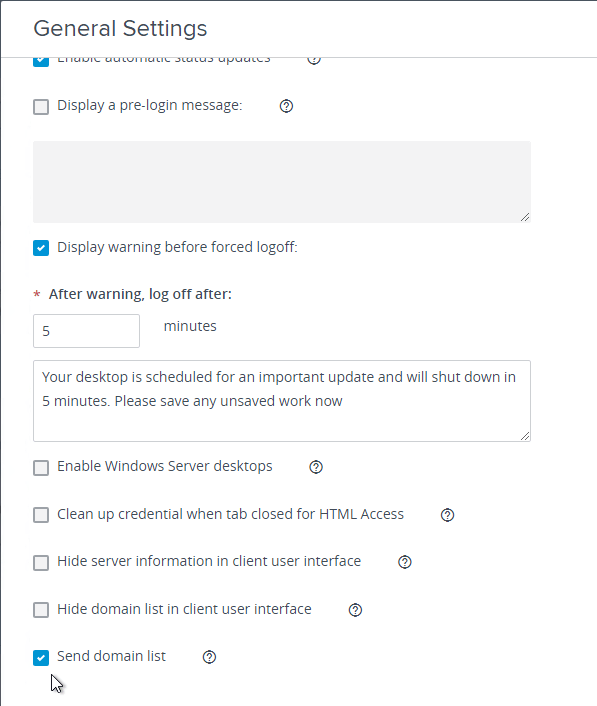 General Settings
Enable automatic status updates
Display a pre-login message:
Display warning before forced logoff:
* After warning, log off after:
5 minutes
Your desktop is scheduled for an important update and will shut down in
5 minutes. Please save any unsaved work now
Enable Windows Server desktops
Clean up credential when tab closed for HTML Access
Hide server information in client user interface
Hide domain list in client user interface
Send domain list